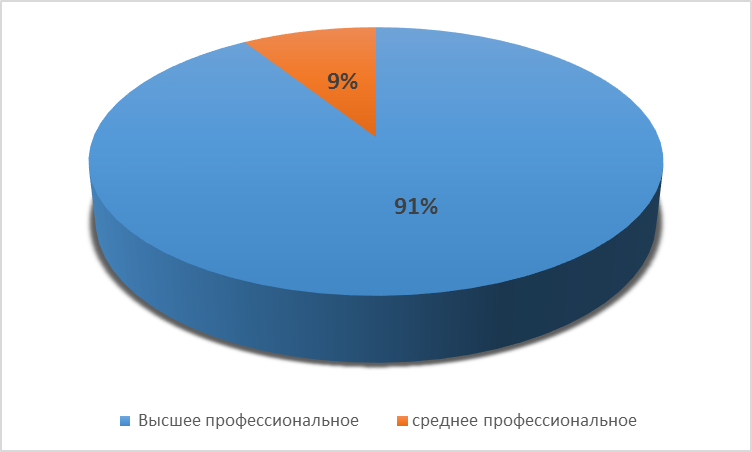 9%
91%
Высшее профессиональное
среднее профессиональное